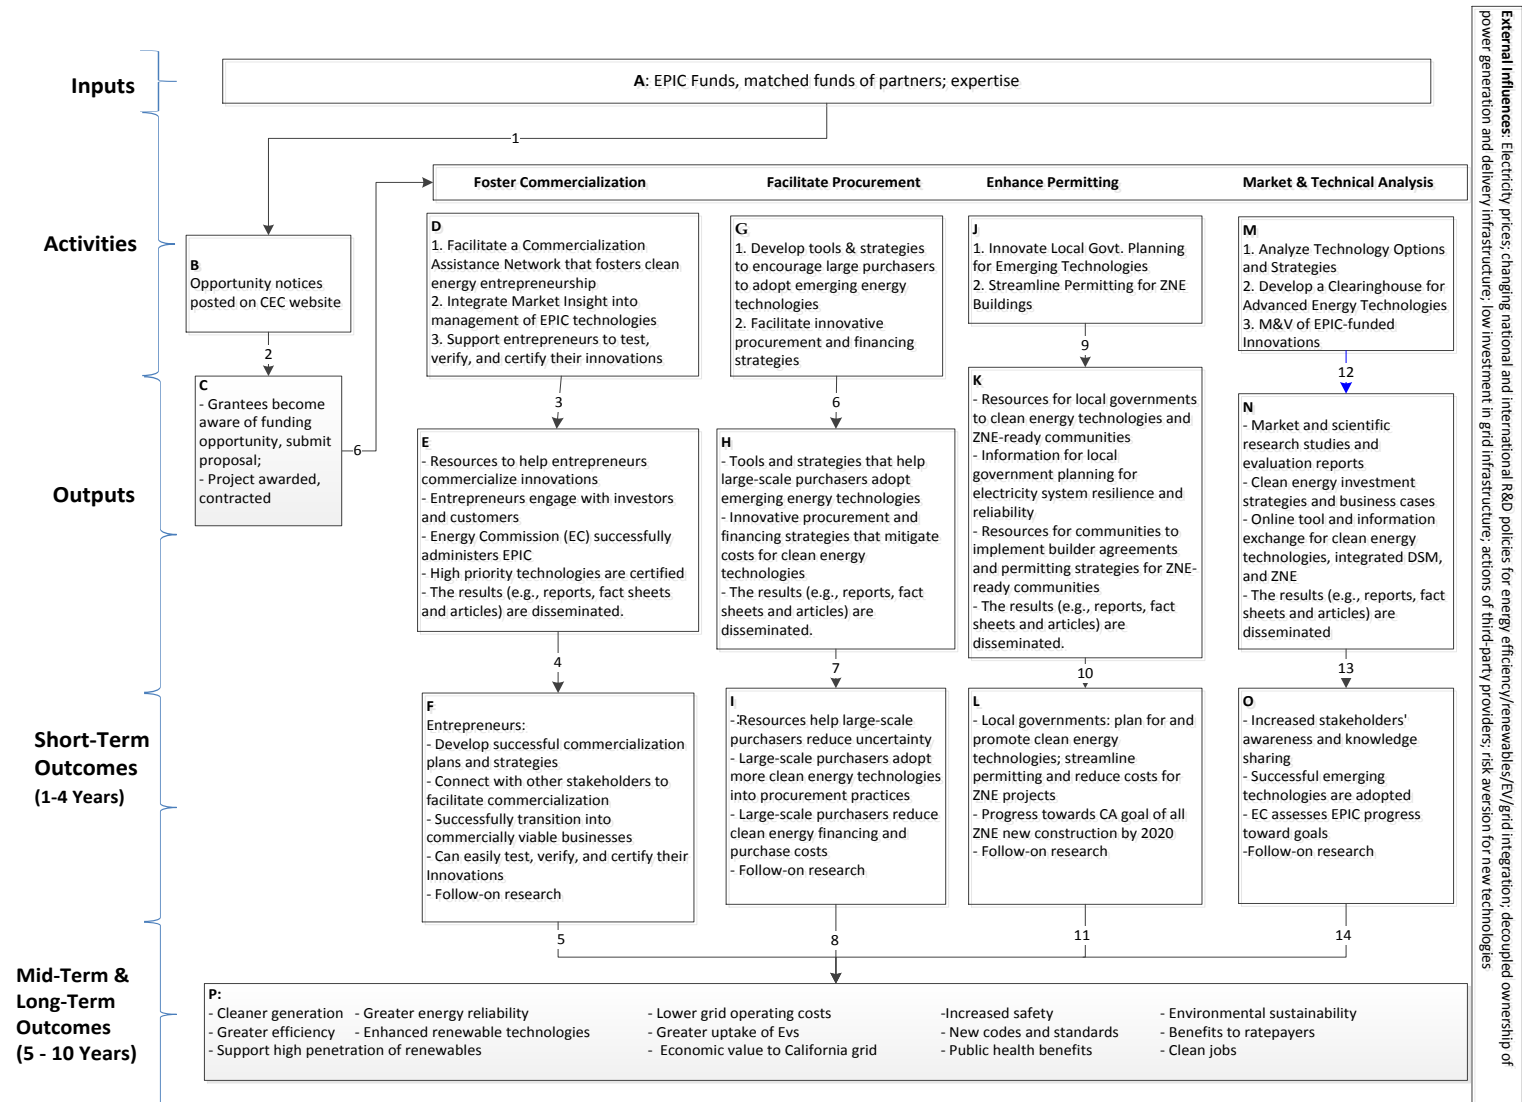 Inputs
A: EPIC Funds, matched funds of partners; expertise
1
Activities
Foster Commercialization
Facilitate Procurement
Enhance Permitting
Market & Technical Analysis
B
Opportunity notices
posted on CEC website
2
D
1. Facilitate a Commercialization
Assistance Network that fosters clean
energy entrepreneurship
2. Integrate Market Insight into
management of EPIC technologies
3. Support entrepreneurs to test,
verify, and certify their innovations
3
G
1. Develop tools & strategies
to encourage large purchasers
to adopt emerging energy
technologies
2. Facilitate innovative
procurement and financing
strategies
6
J
1. Innovate Local Govt. Planning
for Emerging Technologies
2. Streamline Permitting for ZNE
Buildings
9
M
1. Analyze Technology Options
and Strategies
2. Develop a Clearinghouse for
Advanced Energy Technologies
3. M&V of EPIC-funded
Innovations
12
Outputs
C
- Grantees become
aware of funding
opportunity, submit
proposal;
- Project awarded,
contracted
6
E
- Resources to help entrepreneurs
commercialize innovations
- Entrepreneurs engage with investors
and customers
- Energy Commission (EC) successfully
administers EPIC
- High priority technologies are certified
- The results (e.g., reports, fact sheets
and articles) are disseminated.
4
H
- Tools and strategies that help
large-scale purchasers adopt
emerging energy technologies
- Innovative procurement and
financing strategies that mitigate
costs for clean energy
technologies
- The results (e.g., reports, fact
sheets and articles) are
disseminated.
7
K
- Resources for local governments
to clean energy technologies and
ZNE-ready communities
- Information for local
government planning for
electricity system resilience and
reliability
- Resources for communities to
implement builder agreements
and permitting strategies for ZNE-
ready communities
- The results (e.g., reports, fact
sheets and articles) are
disseminated.
10
N
- Market and scientific
research studies and
evaluation reports
- Clean energy investment
strategies and business cases
- Online tool and information
exchange for clean energy
technologies, integrated DSM,
and ZNE
- The results (e.g., reports, fact
sheets and articles) are
disseminated
13
Short-Term
Outcomes
(1-4 Years)
F
Entrepreneurs:
- Develop successful commercialization
plans and strategies
- Connect with other stakeholders to
facilitate commercialization
- Successfully transition into
commercially viable businesses
- Can easily test, verify, and certify their
Innovations
- Follow-on research
5
I
- Resources help large-scale
purchasers reduce uncertainty
- Large-scale purchasers adopt
more clean energy technologies
into procurement practices
- Large-scale purchasers reduce
clean energy financing and
purchase costs
- Follow-on research
8
L
- Local governments: plan for and
promote clean energy
technologies; streamline
permitting and reduce costs for
ZNE projects
- Progress towards CA goal of all
ZNE new construction by 2020
- Follow-on research
11
O
- Increased stakeholders'
awareness and knowledge
sharing
- Successful emerging
technologies are adopted
- EC assesses EPIC progress
toward goals
-Follow-on research
14
Mid-Term &
Long-Term
Outcomes
(5 - 10 Years)
P:
- Cleaner generation - Greater energy reliability - Lower grid operating costs -Increased safety - Environmental sustainability
- Greater efficiency - Enhanced renewable technologies - Greater uptake of Evs - New codes and standards - Benefits to ratepayers
- Support high penetration of renewables - Economic value to California grid - Public health benefits - Clean jobs
External Influences: Electricity prices; changing national and international R&D policies for energy efficiency/renewables/EV/grid integration; decoupled ownership of
power generation and delivery infrastructure; low investment in grid infrastructure; actions of third-party providers; risk aversion for new technologies